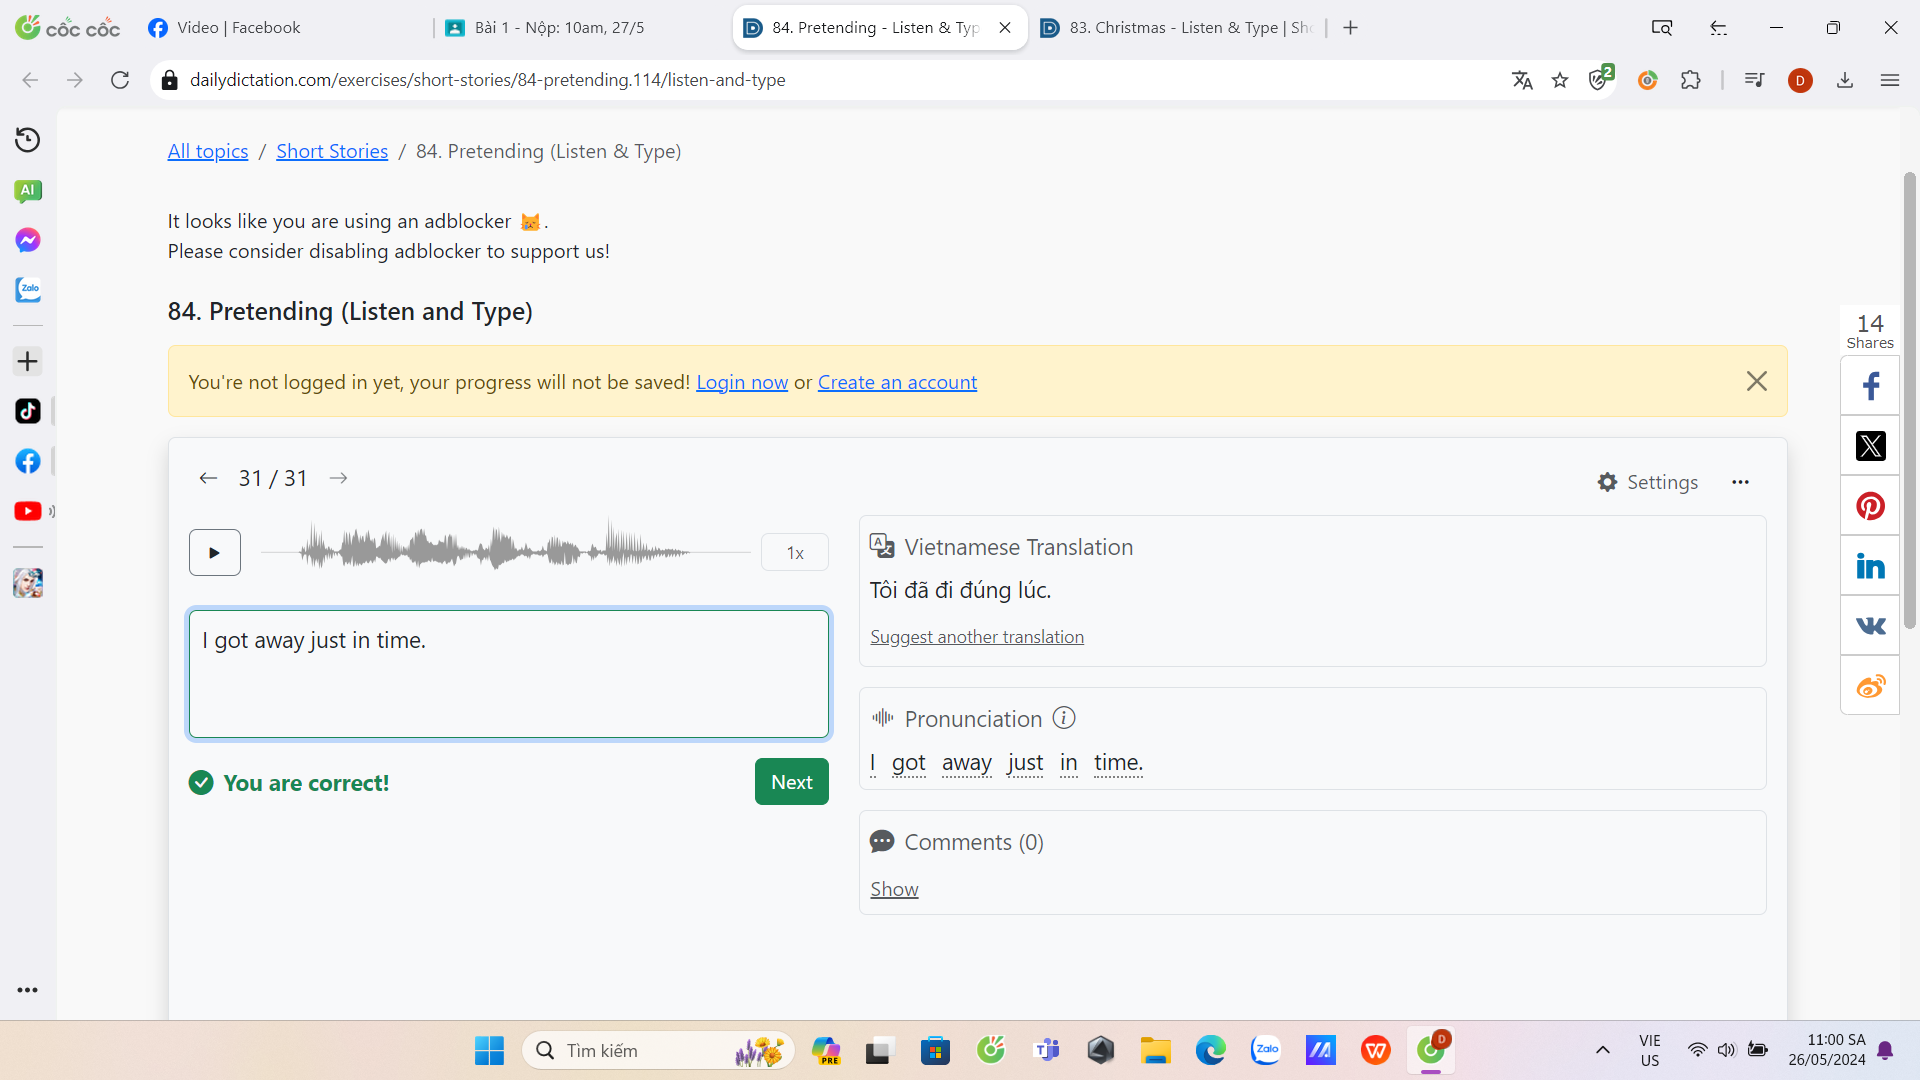 cốc cốc
Video | Facebook
Bài 1 - Nộp: 10am, 27/5
84. Pretending - Listen & Typ
83. Christmas - Listen & Type | Sho
dailydictation.com/exercises/short-stories/84-pretending.114/listen-and-type
2
D
All topics / Short Stories / 84. Pretending (Listen & Type)
AI
Zalo
It looks like you are using an adblocker 😿.
Please consider disabling adblocker to support us!
84. Pretending (Listen and Type)
You're not logged in yet, your progress will not be saved! Login now or Create an account
14
Shares
31 / 31
Settings
1x
Vietnamese Translation
Tôi đã đi đúng lúc.
Suggest another translation
I got away just in time.
Pronunciation
I got away just in time.
You are correct!
Next
Comments (0)
Show
Tìm kiếm
PRE
Zalo
D
VIE
US
11:00 SA
26/05/2024